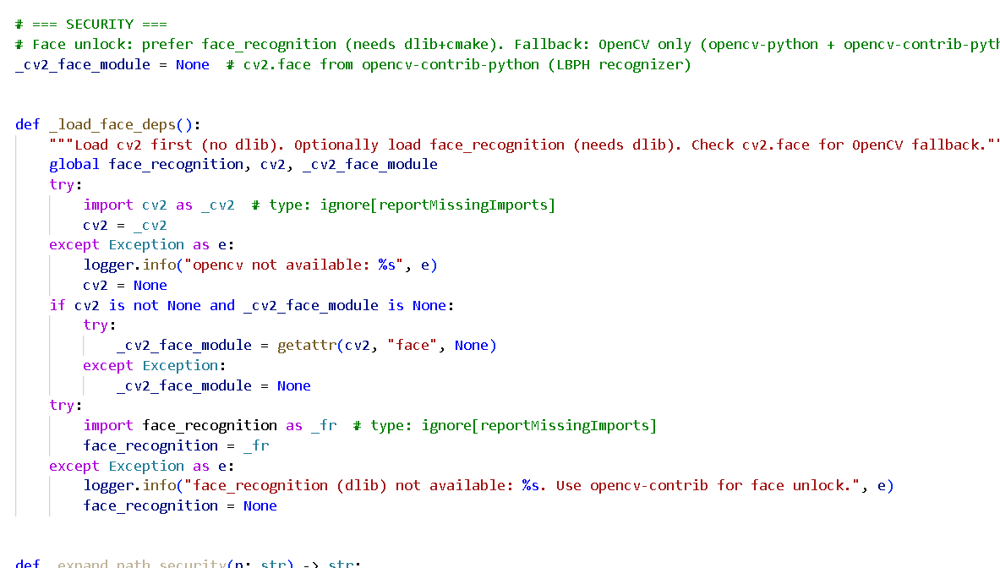 # === SECURITY ===
# Face unlock: prefer face_recognition (needs dlib+cmake). Fallback: OpenCV only (opencv-python + opencv-contrib-pyth
_cv2_face_module = None  # cv2.face from opencv-contrib-python (LBPH recognizer)
def _load_face_deps():
    """Load cv2 first (no dlib). Optionally load face_recognition (needs dlib). Check cv2.face for OpenCV fallback.""
    global face_recognition, cv2, _cv2_face_module
    try:
        import cv2 as _cv2  # type: ignore[reportMissingImports]
        cv2 = _cv2
    except Exception as e:
        logger.info("opencv not available: %s", e)
        cv2 = None
    if cv2 is not None and _cv2_face_module is None:
        try:
            _cv2_face_module = getattr(cv2, "face", None)
        except Exception:
            _cv2_face_module = None
    try:
        import face_recognition as _fr  # type: ignore[reportMissingImports]
        face_recognition = _fr
    except Exception as e:
        logger.info("face_recognition (dlib) not available: %s. Use opencv-contrib for face unlock.", e)
        face_recognition = None
def _expand_path_security(p: str) -> str: